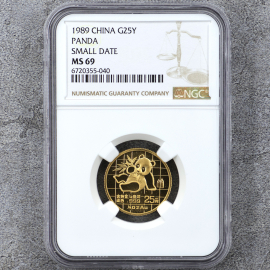 1989 CHINA G25Y
PANDA
SMALL DATE
MS 69
6720355-040
NGC
NUMISMATIC GUARANTY COMPANY
25元